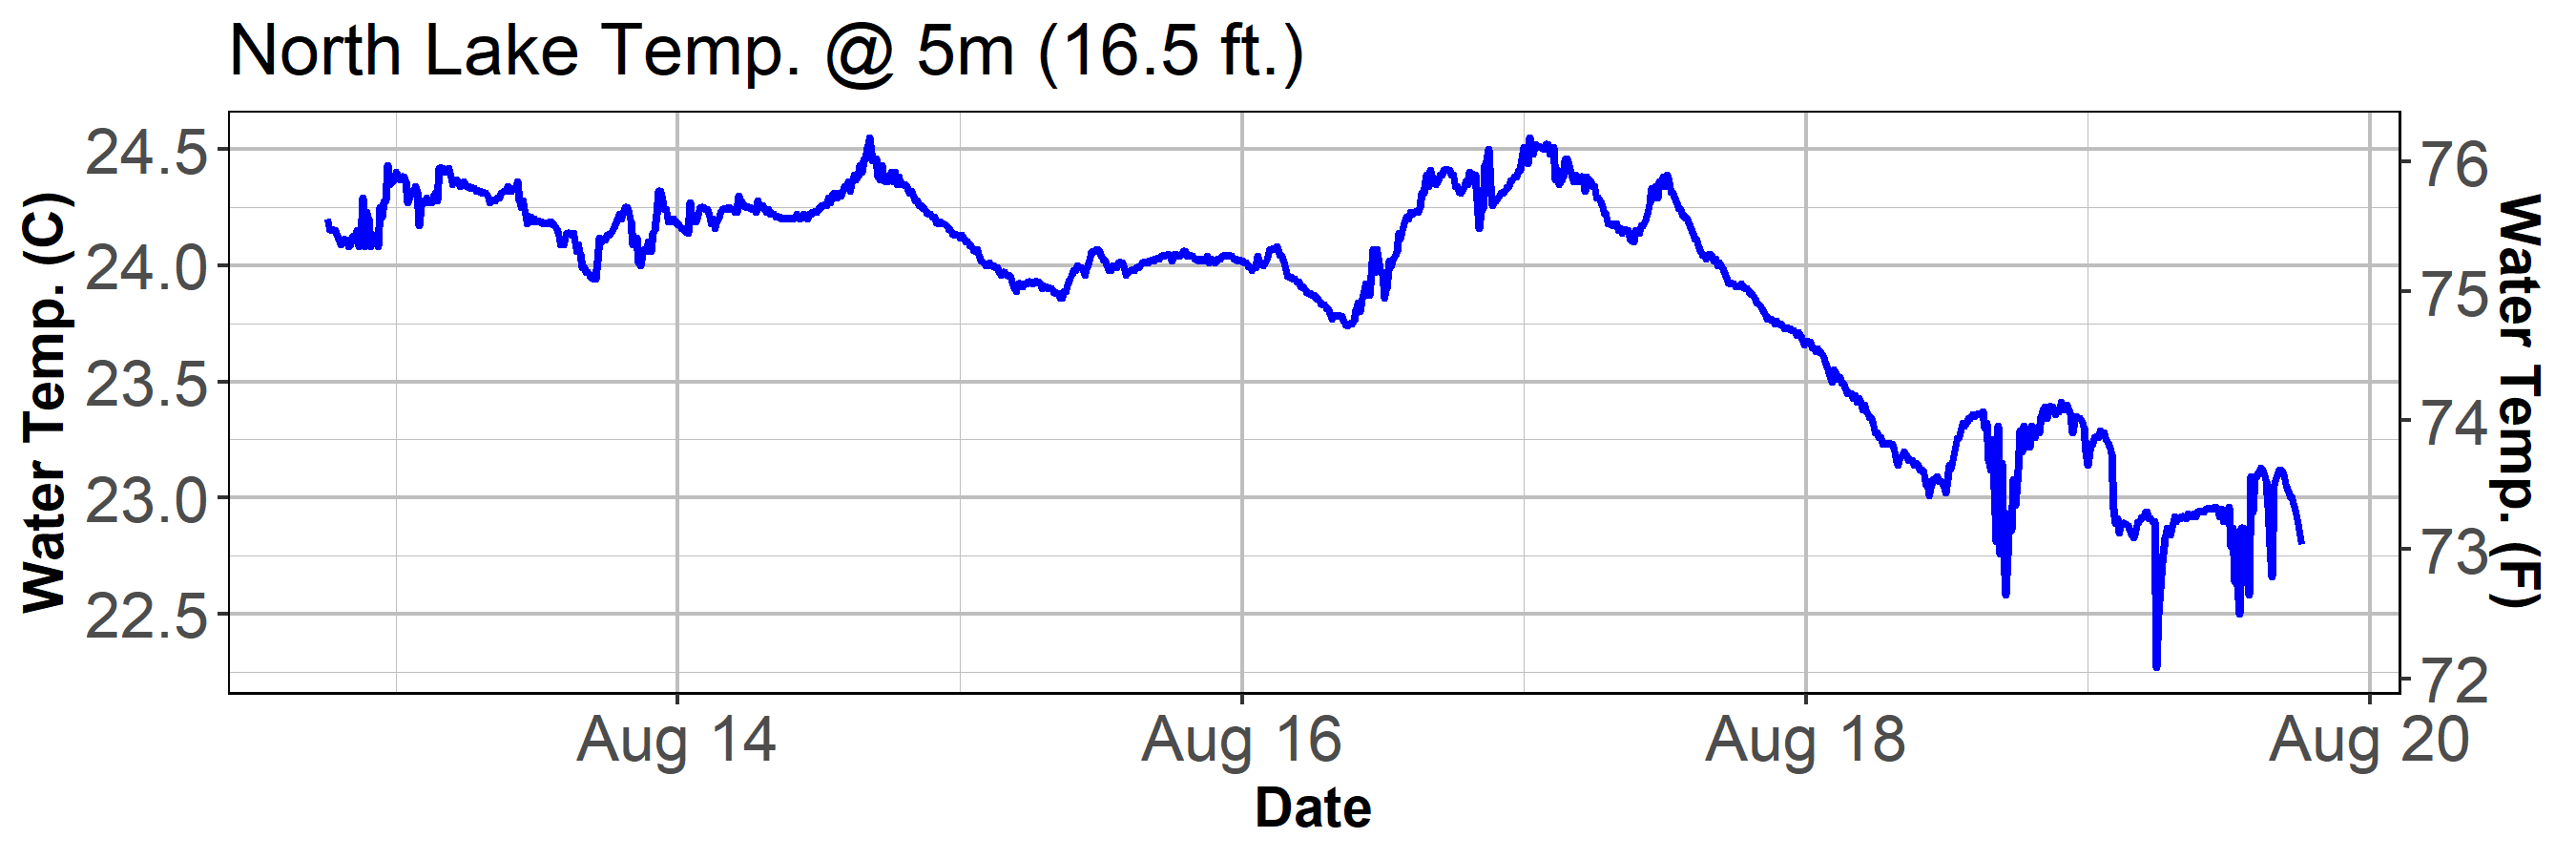 North Lake Temp. @ 5m (16.5 ft.)
Water Temp. (C)
24.5
24.0
23.5
23.0
22.5
76
75
74
73
72
Water Temp. (F)
Aug 14
Aug 16
Aug 18
Aug 20
Date